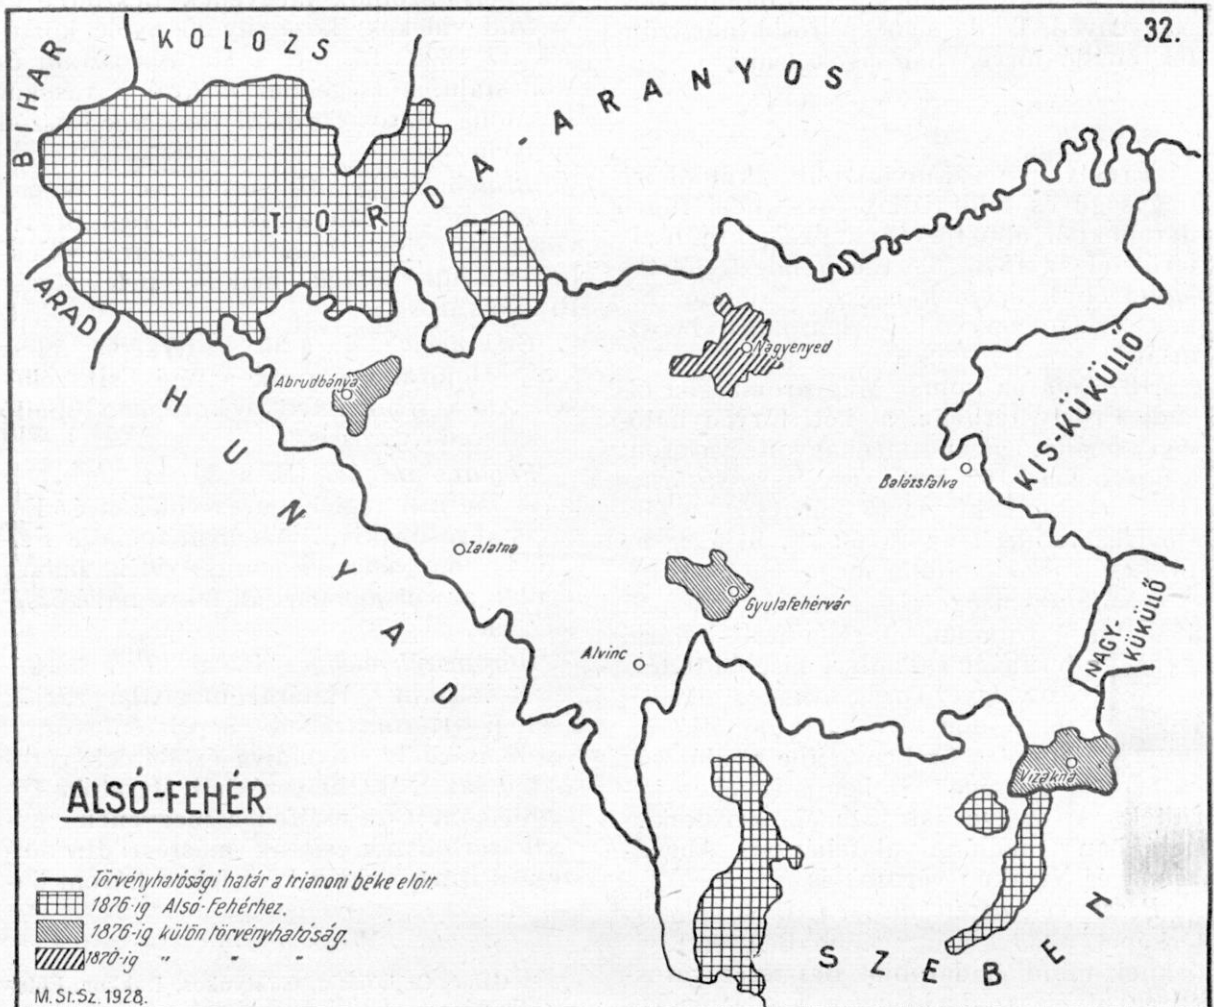 32.
KOLOZS
BIHAR
TORDA-ARANYOS
ARAD
HUNYAD
Abrudbánya
Nagyenyed
KIS-KÜKÜLLŐ
Balázsfalva
Zalatna
Gyulafehérvár
NAGY-
KÜKÜLLŐ
Alvinc
Vizakna
SZEBEN
ALSÓ-FEHÉR
Törvényhatósági határ a trianoni béke előtt.
1876-ig Alsó-Fehérhez.
1876-ig külön törvényhatóság.
1870-ig " " "
M. St. Sz. 1928.